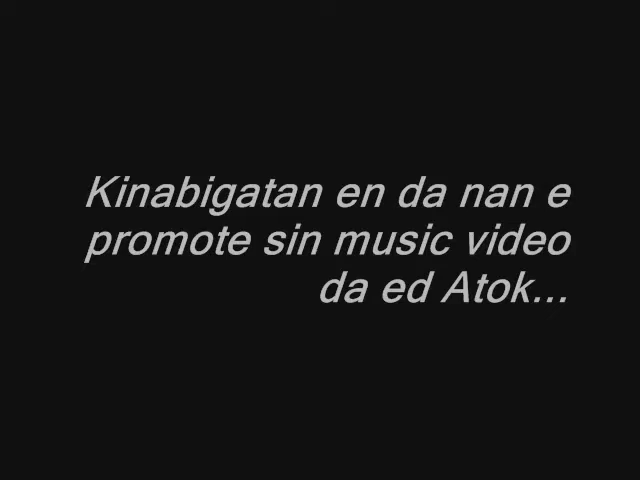 Kinabigatan en da nan e
promote sin music video
da ed Atok...